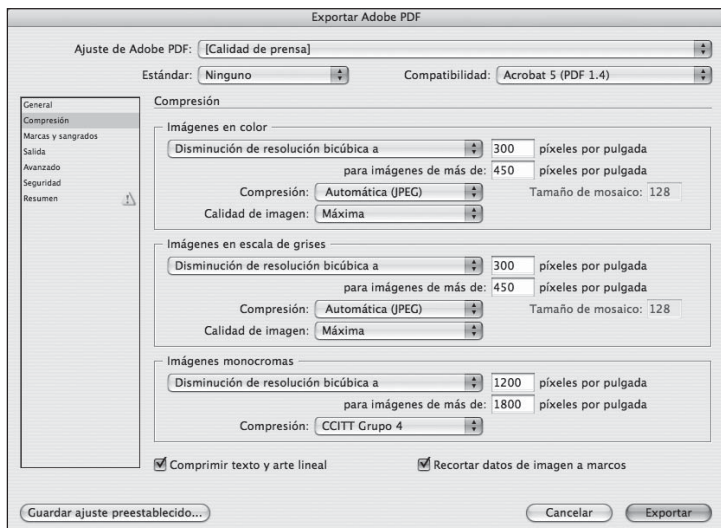 Exportar Adobe PDF
Ajuste de Adobe PDF: [Calidad de prensa]
Estándar: Ninguno Compatibilidad: Acrobat 5 (PDF 1.4)
General
Compresión
Marcas y sangrados
Salida
Avanzado
Seguridad
Resumen
Compresión
Imágenes en color
Disminución de resolución bicúbica a 300 píxeles por pulgada
para imágenes de más de: 450 píxeles por pulgada
Compresión: Automática (JPEG) Tamaño de mosaico: 128
Calidad de imagen: Máxima
Imágenes en escala de grises
Disminución de resolución bicúbica a 300 píxeles por pulgada
para imágenes de más de: 450 píxeles por pulgada
Compresión: Automática (JPEG) Tamaño de mosaico: 128
Calidad de imagen: Máxima
Imágenes monocromas
Disminución de resolución bicúbica a 1200 píxeles por pulgada
para imágenes de más de: 1800 píxeles por pulgada
Compresión: CCITT Grupo 4
Comprimir texto y arte lineal Recortar datos de imagen a marcos
Guardar ajuste preestablecido... Cancelar Exportar